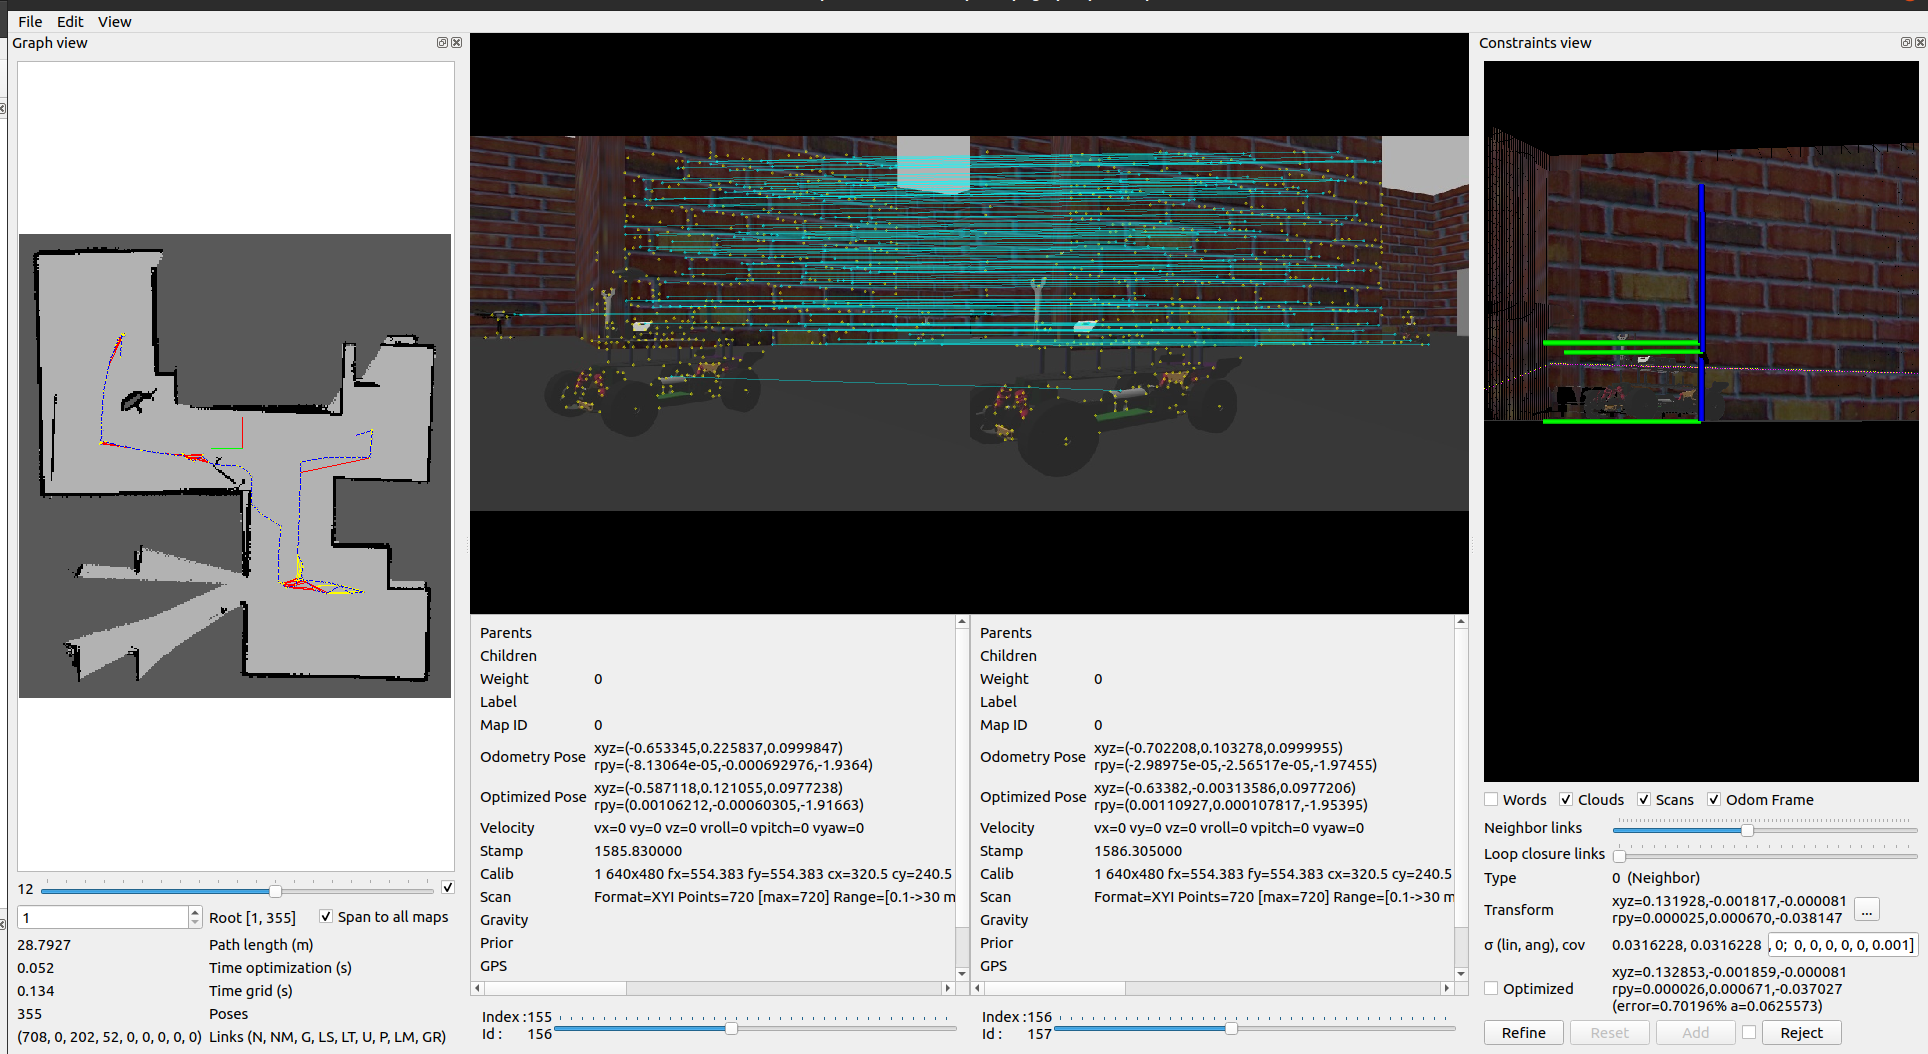 File Edit View
Graph view
12
1
Root [1, 355]
Span to all maps
28.7927 Path length (m)
0.052 Time optimization (s)
0.134 Time grid (s)
355 Poses
(708, 0, 202, 52, 0, 0, 0, 0, 0) Links (N, NM, G, LS, LT, U, P, LM, GR)
Parents
Children
Weight 0
Label
Map ID 0
Odometry Pose xyz=(-0.653345,0.225837,0.0999847)
rpy=(-8.13064e-05,-0.000692976,-1.9364)
Optimized Pose xyz=(-0.587118,0.121055,0.0977238)
rpy=(0.00106212,-0.00060305,-1.91663)
Velocity vx=0 vy=0 vz=0 vroll=0 vpitch=0 vyaw=0
Stamp 1585.830000
Calib 1 640x480 fx=554.383 fy=554.383 cx=320.5 cy=240.5
Scan Format=XYI Points=720 [max=720] Range=[0.1->30 m
Gravity
Prior
GPS
Index :155
Id : 156
Parents
Children
Weight 0
Label
Map ID 0
Odometry Pose xyz=(-0.702208,0.103278,0.0999955)
rpy=(-2.98975e-05,-2.56517e-05,-1.97455)
Optimized Pose xyz=(-0.63382,-0.00313586,0.0977206)
rpy=(0.00110927,0.000107817,-1.95395)
Velocity vx=0 vy=0 vz=0 vroll=0 vpitch=0 vyaw=0
Stamp 1586.305000
Calib 1 640x480 fx=554.383 fy=554.383 cx=320.5 cy=240.5
Scan Format=XYI Points=720 [max=720] Range=[0.1->30 m
Gravity
Prior
GPS
Index :156
Id : 157
Constraints view
Words Clouds Scans Odom Frame
Neighbor links
Loop closure links
Type 0 (Neighbor)
Transform xyz=0.131928,-0.001817,-0.000081
rpy=0.000025,0.000670,-0.038147
...
σ (lin, ang), cov 0.0316228, 0.0316228 , 0; 0, 0, 0, 0, 0, 0.001]
Optimized xyz=0.132853,-0.001859,-0.000081
rpy=0.000026,0.000671,-0.037027
(error=0.70196% a=0.0625573)
Refine Reset Add Reject